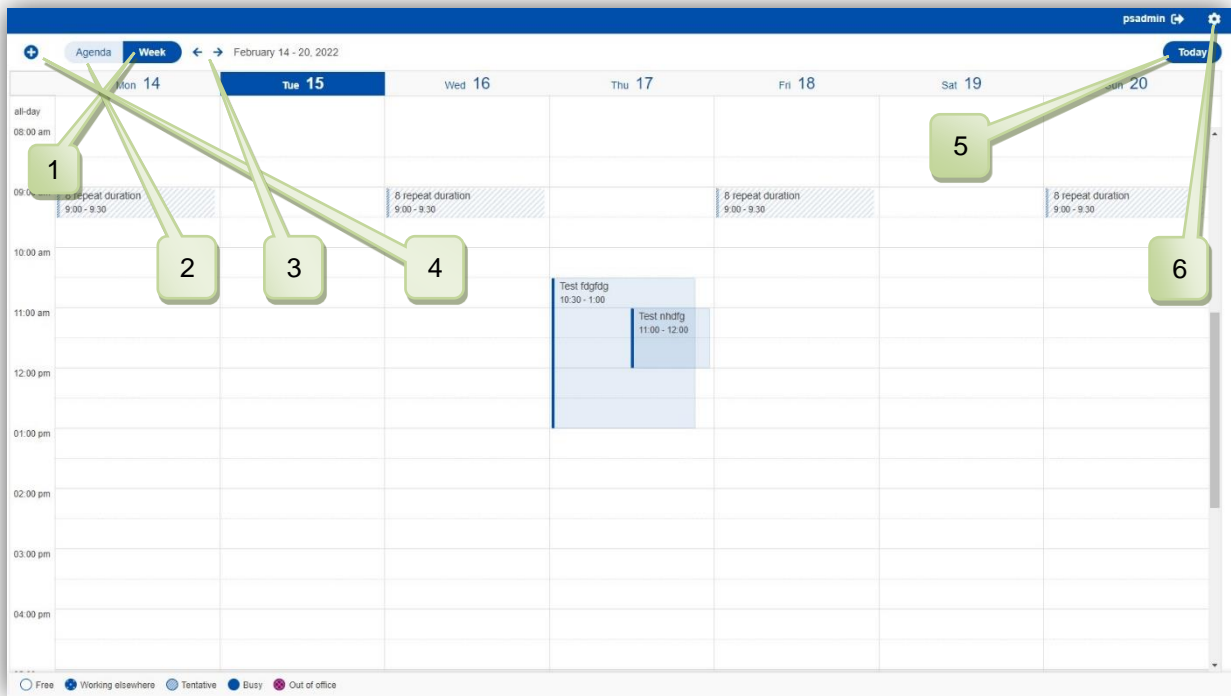 psadmin
Agenda Week February 14 - 20, 2022 Today
Mon 14 Tue 15 Wed 16 Thu 17 Fri 18 Sat 19 Sun 20
all-day
08:00 am
5
1
09:00 am
8 repeat duration 8 repeat duration 8 repeat duration 8 repeat duration
9:00 - 9:30 9:00 - 9:30 9:00 - 9:30 9:00 - 9:30
10:00 am
2 3 4 6
Test fdgfdg
10:30 - 1:00
11:00 am
Test nhdfg
11:00 - 12:00
12:00 pm
01:00 pm
02:00 pm
03:00 pm
04:00 pm
Free Working elsewhere Tentative Busy Out of office